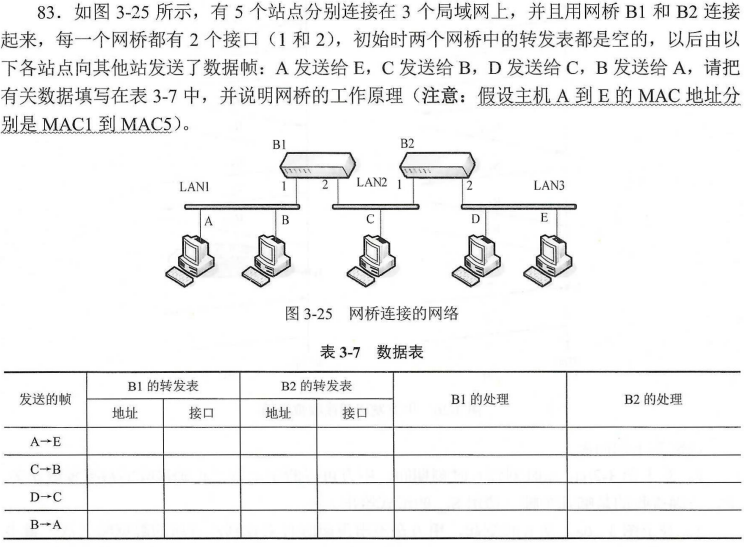 83．如图 3-25 所示，有 5 个站点分别连接在 3 个局域网上，并且用网桥 B1 和 B2 连接
起来，每一个网桥都有 2 个接口（1 和 2），初始时两个网桥中的转发表都是空的，以后由以
下各站点向其他站发送了数据帧：A 发送给 E，C 发送给 B，D 发送给 C，B 发送给 A，请把
有关数据填写在表 3-7 中，并说明网桥的工作原理（注意：假设主机 A 到 E 的 MAC 地址分
别是 MAC1 到 MAC5）。
B1 B2
LAN1 1 2 LAN2 1 2 LAN3
A B C D E
图 3-25 网桥连接的网络
表 3-7 数据表
发送的帧 B1 的转发表 B2 的转发表 B1 的处理 B2 的处理
地址 接口 地址 接口
A→E
C→B
D→C
B→A